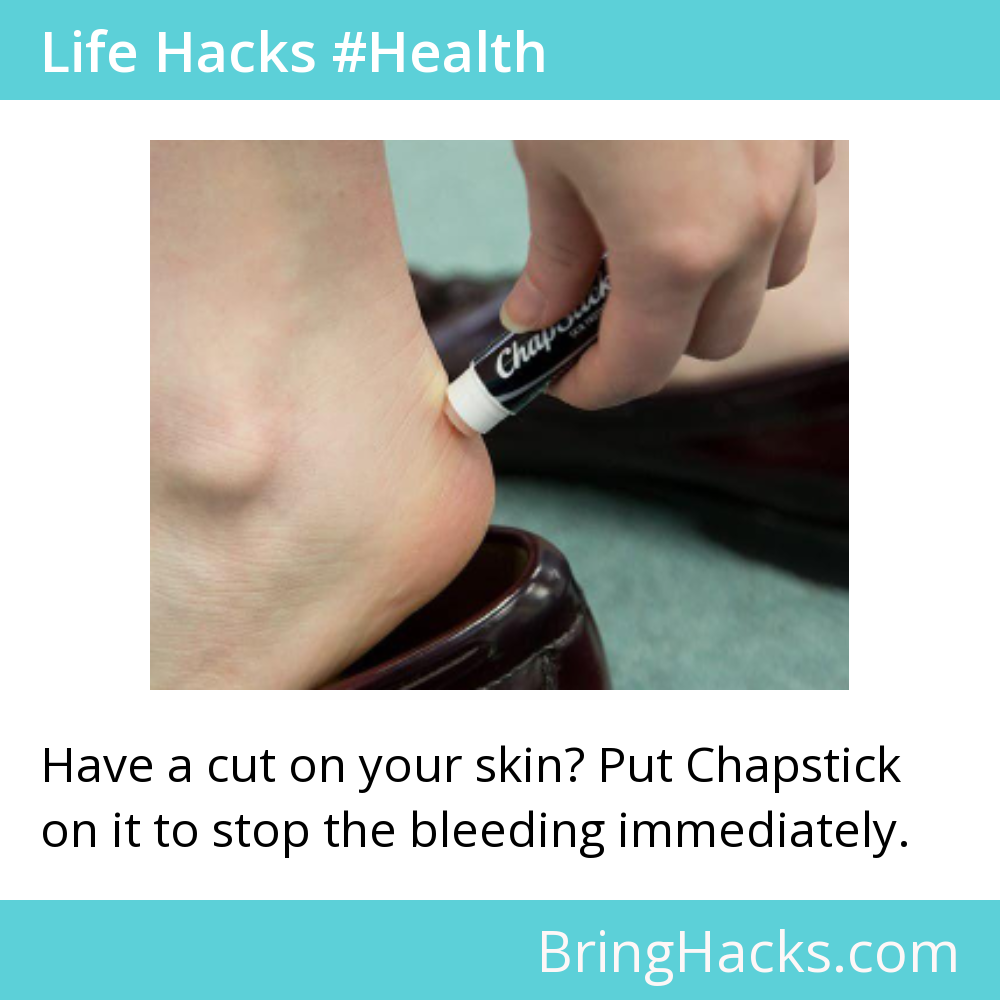 Life Hacks #Health
ChapStick
Have a cut on your skin? Put Chapstick
on it to stop the bleeding immediately.
BringHacks.com